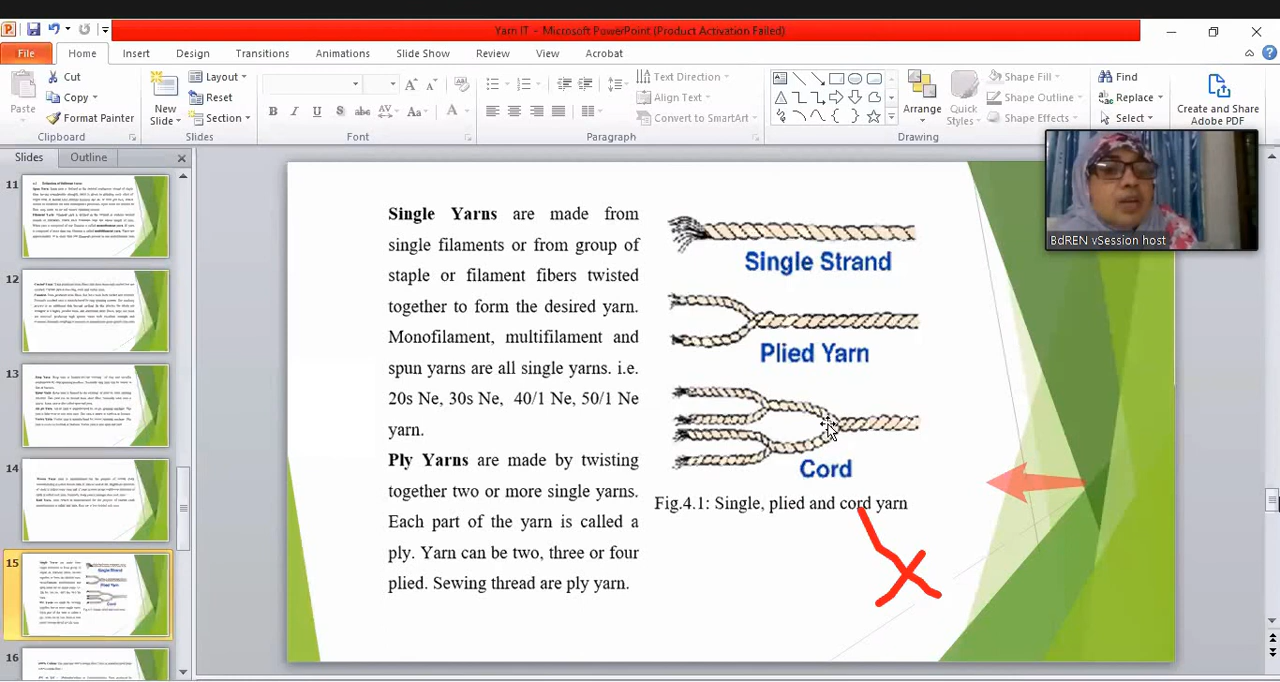 Yarn IT - Microsoft PowerPoint (Product Activation Failed)
File Home Insert Design Transitions Animations Slide Show Review View Acrobat
Paste
Cut
Copy
Format Painter
Clipboard
New Slide
Layout
Reset
Section
Slides
B I U S abc AV Aa A
Font
Paragraph
Text Direction
Align Text
Convert to SmartArt
Arrange
Quick Styles
Shape Fill
Shape Outline
Shape Effects
Drawing
Find
Replace
Select
Create and Share Adobe PDF
Slides Outline
11
12
13
14
15
16
Single Yarns are made from
single filaments or from group of
staple or filament fibers twisted
together to form the desired yarn.
Monofilament, multifilament and
spun yarns are all single yarns. i.e.
20s Ne, 30s Ne, 40/1 Ne, 50/1 Ne
yarn.
Ply Yarns are made by twisting
together two or more single yarns.
Each part of the yarn is called a
ply. Yarn can be two, three or four
plied. Sewing thread is ply yarn.
Single Strand
Plied Yarn
Cord
Fig.4.1: Single, plied and cord yarn
BdREN vSession host